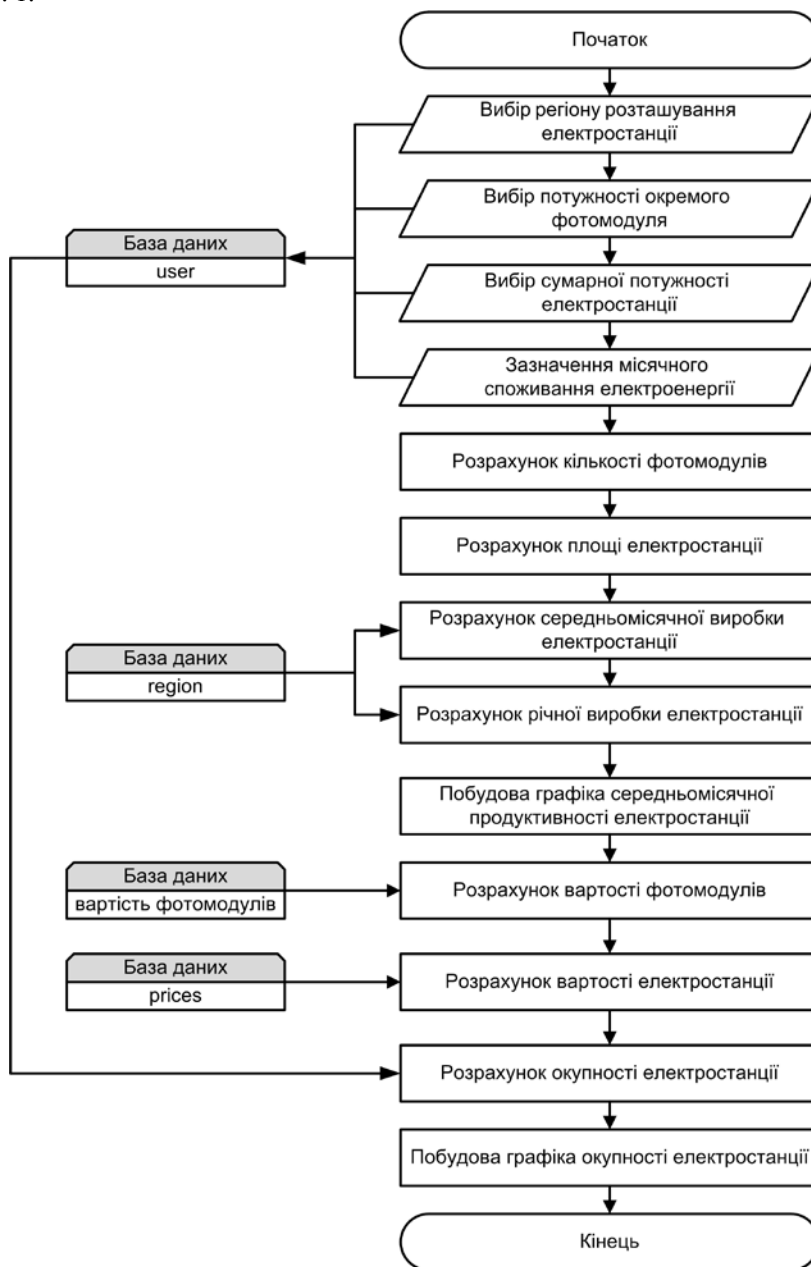 Початок
Вибір регіону розташування
електростанції
Вибір потужності окремого
фотомодуля
База даних
user
Вибір сумарної потужності
електростанції
Зазначення місячного
споживання електроенергії
Розрахунок кількості фотомодулів
Розрахунок площі електростанції
Розрахунок середньомісячної виробки
електростанції
База даних
region
Розрахунок річної виробки електростанції
Побудова графіка середньомісячної
продуктивності електростанції
База даних
вартість фотомодулів
Розрахунок вартості фотомодулів
База даних
prices
Розрахунок вартості електростанції
Розрахунок окупності електростанції
Побудова графіка окупності електростанції
Кінець